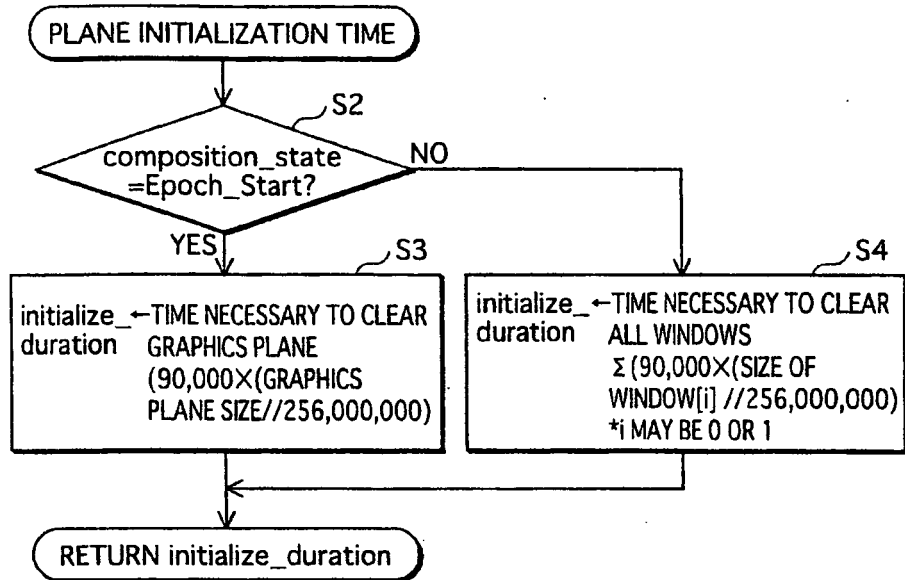 PLANE INITIALIZATION TIME
S2
composition_state
=Epoch_Start?
NO
YES
S3
initialize_←TIME NECESSARY TO CLEAR
duration GRAPHICS PLANE
(90,000×(GRAPHICS
PLANE SIZE//256,000,000)
S4
initialize_←TIME NECESSARY TO CLEAR
duration ALL WINDOWS
Σ(90,000×(SIZE OF
WINDOW[i] //256,000,000)
*i MAY BE 0 OR 1
RETURN initialize_duration